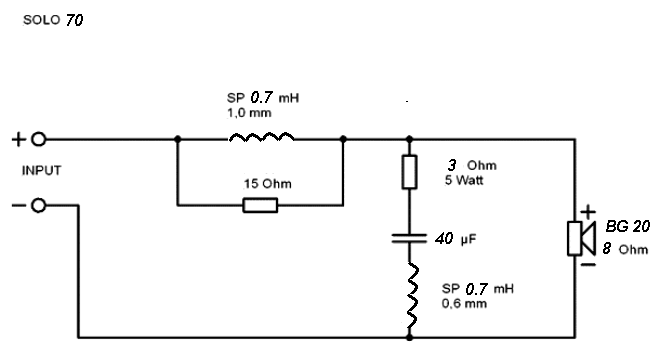 SOLO 70
SP 0.7 mH
1,0 mm
+
INPUT
15 Ohm
3 Ohm
5 Watt
−
+
BG 20
40 µF
8 Ohm
−
SP 0.7 mH
0,6 mm